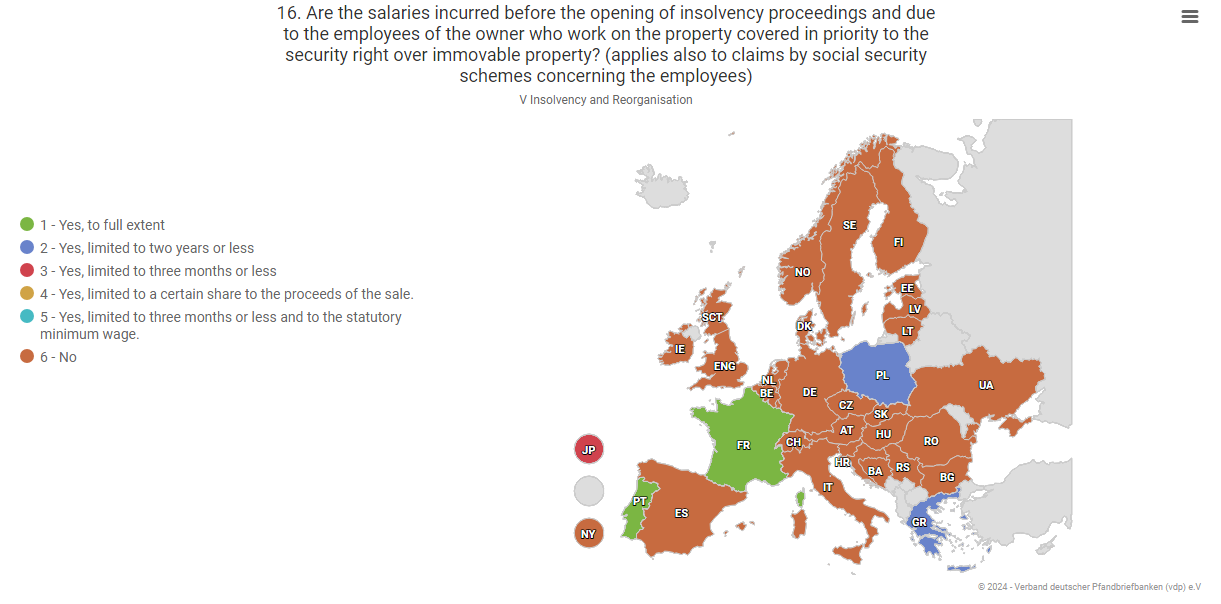 16. Are the salaries incurred before the opening of insolvency proceedings and due
to the employees of the owner who work on the property covered in priority to the
security right over immovable property? (applies also to claims by social security
schemes concerning the employees)
V Insolvency and Reorganisation
1 - Yes, to full extent
2 - Yes, limited to two years or less
3 - Yes, limited to three months or less
4 - Yes, limited to a certain share to the proceeds of the sale.
5 - Yes, limited to three months or less and to the statutory
minimum wage.
6 - No
SE
FI
NO
EE
LV
SCT
DK
LT
IE
ENG
NL
BE
DE
PL
UA
CZ
SK
AT
HU
FR
CH
RO
JP
HR
BA
RS
BG
IT
PT
ES
GR
NY
© 2024 - Verband deutscher Pfandbriefbanken (vdp) e.V